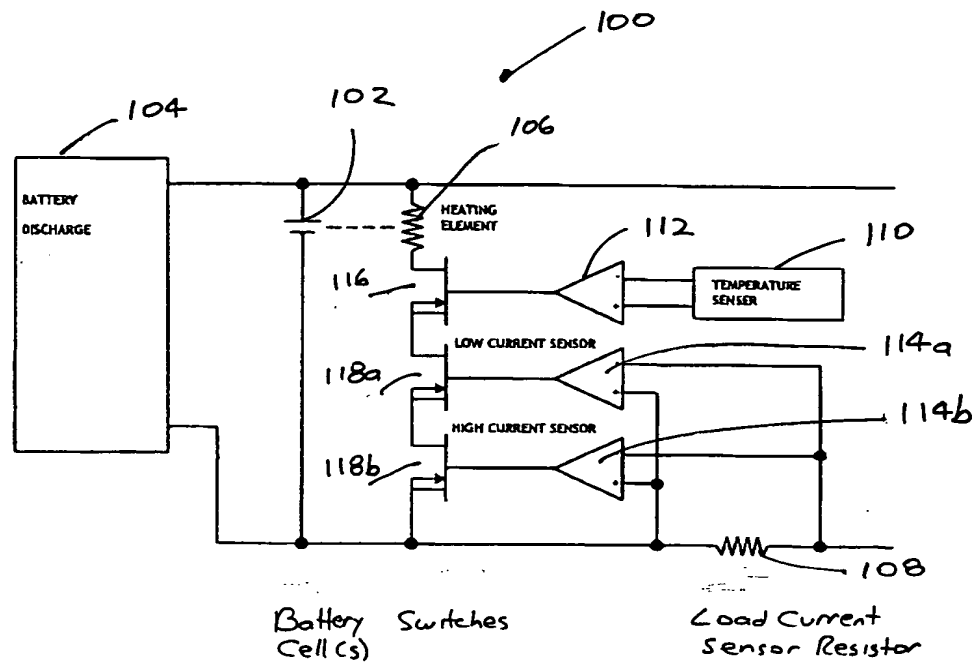 100
104
102
106
BATTERY
DISCHARGE
HEATING
ELEMENT
112
110
116
TEMPERATURE
SENSER
LOW CURRENT SENSOR
114a
118a
HIGH CURRENT SENSOR
114b
118b
108
Battery Switches
Cell(s)
Load Current
Sensor Resistor